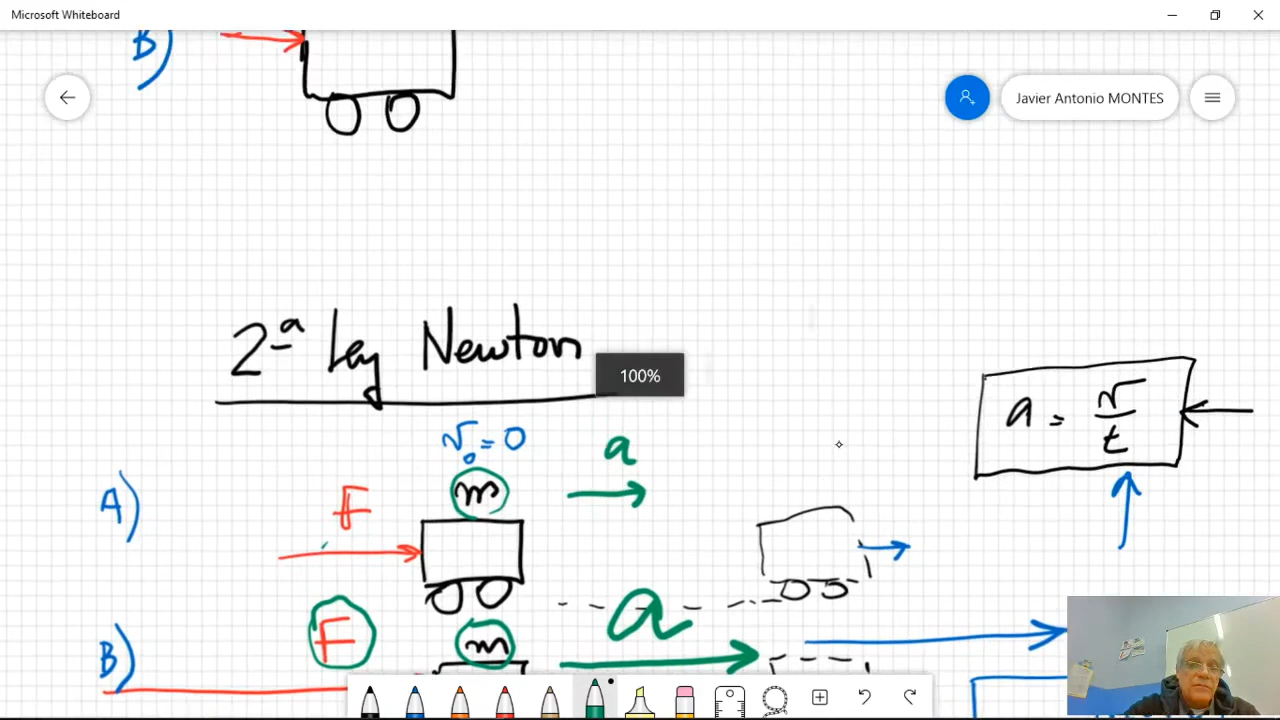 Microsoft Whiteboard
B)
Javier Antonio MONTES
2ª Ley Newton
100%
a = v/t
v₀ = 0
a
A)
F
m
a
B)
F
m